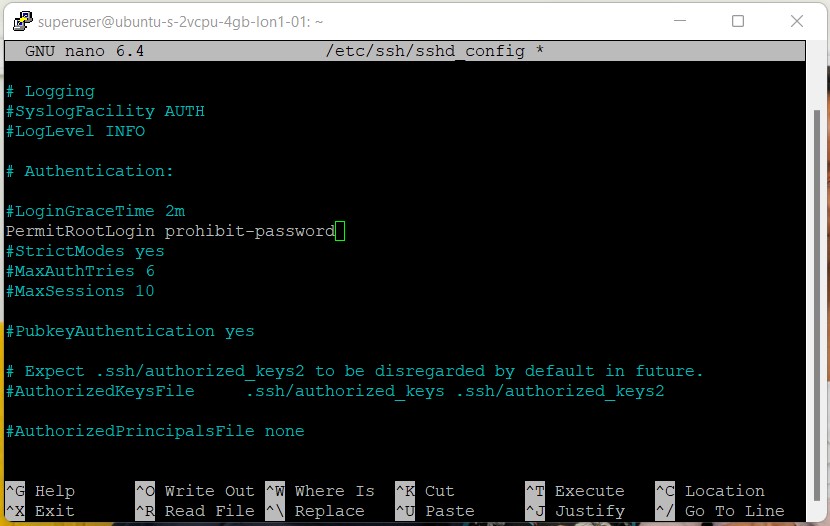 superuser@ubuntu-s-2vcpu-4gb-lon1-01: ~
GNU nano 6.4 /etc/ssh/sshd_config *
# Logging
#SyslogFacility AUTH
#LogLevel INFO
# Authentication:
#LoginGraceTime 2m
PermitRootLogin prohibit-password
#StrictModes yes
#MaxAuthTries 6
#MaxSessions 10
#PubkeyAuthentication yes
# Expect .ssh/authorized_keys2 to be disregarded by default in future.
#AuthorizedKeysFile .ssh/authorized_keys .ssh/authorized_keys2
#AuthorizedPrincipalsFile none
^G Help ^O Write Out ^W Where Is ^K Cut ^T Execute ^C Location
^X Exit ^R Read File ^\ Replace ^U Paste ^J Justify ^/ Go To Line